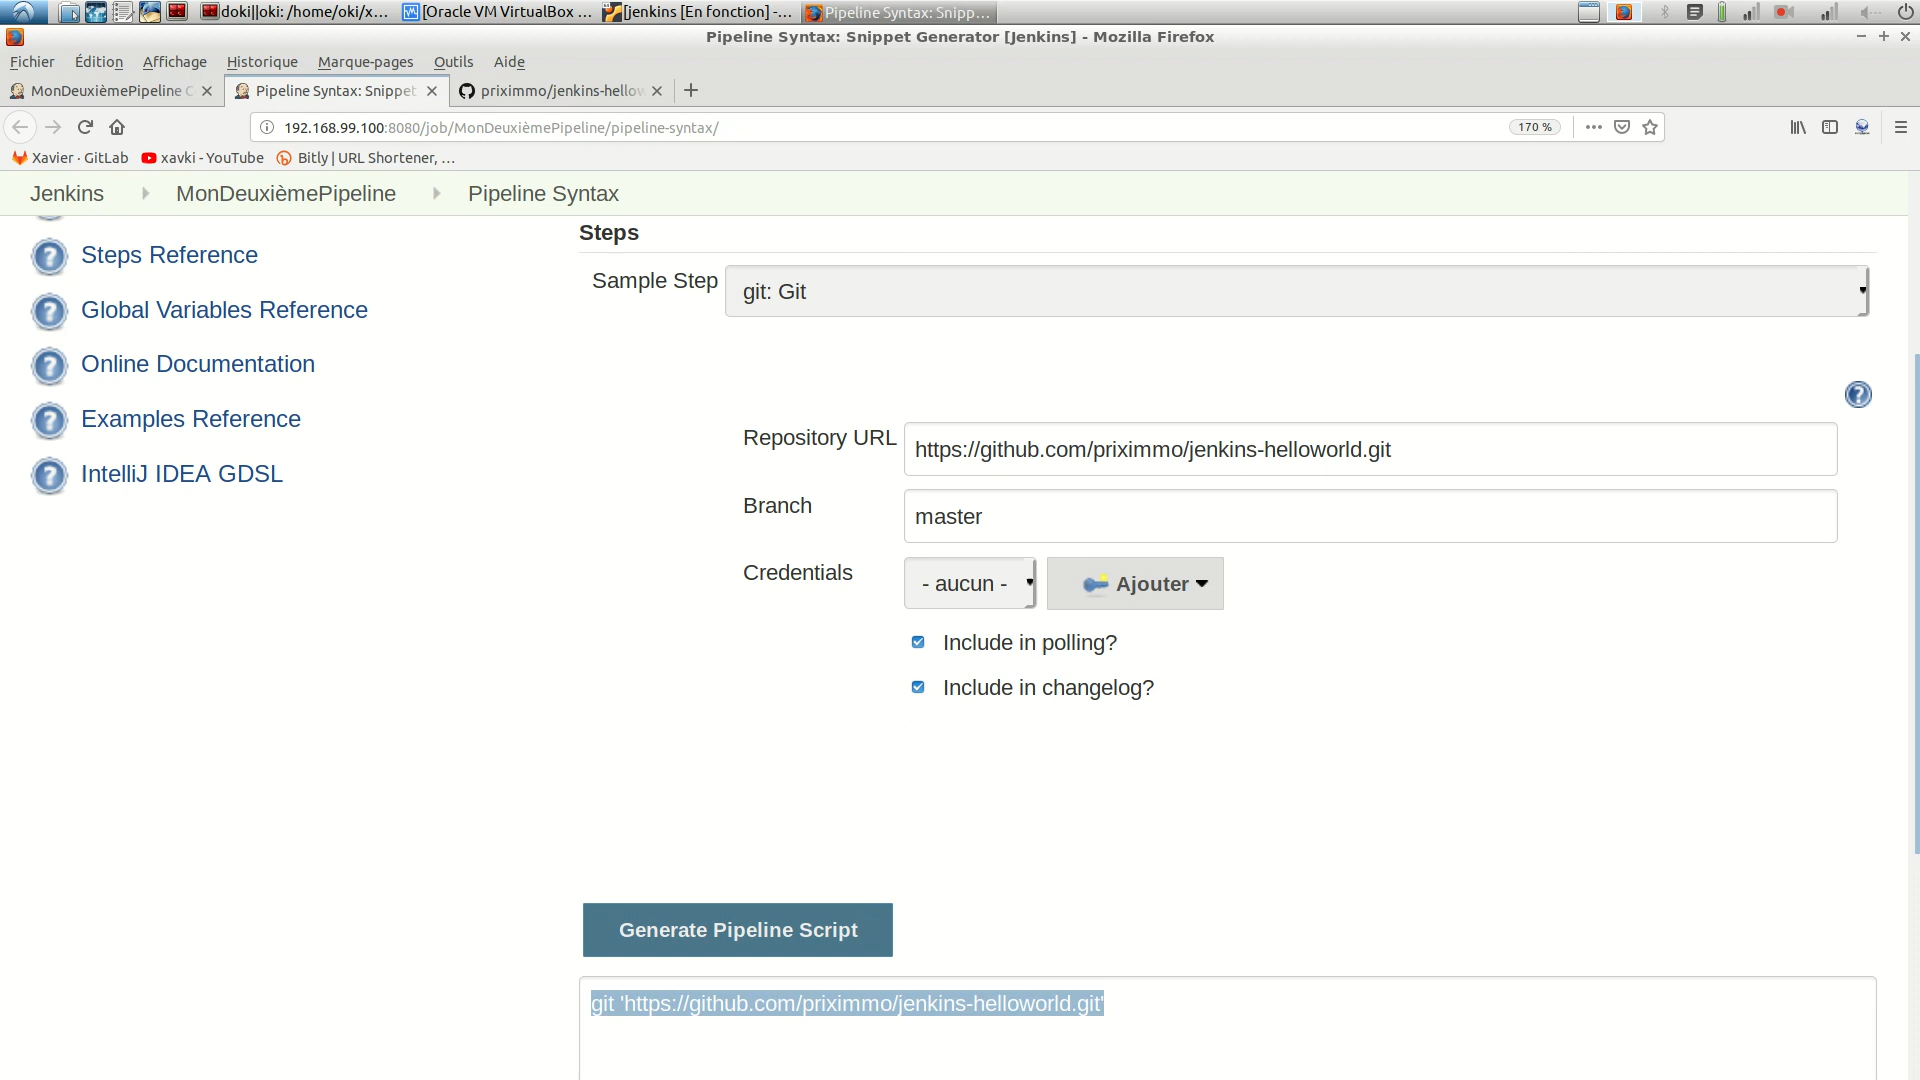 doki||oki: /home/oki/x...
[Oracle VM VirtualBox ...
[jenkins [En fonction] -...
Pipeline Syntax: Snipp...
Pipeline Syntax: Snippet Generator [Jenkins] - Mozilla Firefox
Fichier Édition Affichage Historique Marque-pages Outils Aide
MonDeuxièmePipeline C
Pipeline Syntax: Snippet
priximmo/jenkins-hellow
192.168.99.100:8080/job/MonDeuxièmePipeline/pipeline-syntax/
170 %
Xavier · GitLab
xavki - YouTube
Bitly | URL Shortener, ...
Jenkins
MonDeuxièmePipeline
Pipeline Syntax
Steps Reference
Global Variables Reference
Online Documentation
Examples Reference
IntelliJ IDEA GDSL
Steps
Sample Step
git: Git
Repository URL
https://github.com/priximmo/jenkins-helloworld.git
Branch
master
Credentials
- aucun -
Ajouter
Include in polling?
Include in changelog?
Generate Pipeline Script
git 'https://github.com/priximmo/jenkins-helloworld.git'